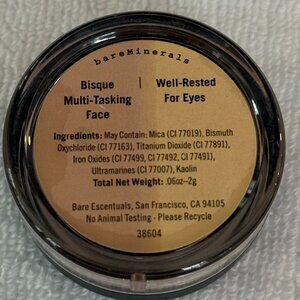 bareMinerals
Bisque | Well-Rested
Multi-Tasking For Eyes
Face
Ingredients: May Contain: Mica (CI 77019), Bismuth
Oxychloride (CI 77163), Titanium Dioxide (CI 77891),
Iron Oxides (CI 77499, CI 77492, CI 77491),
Ultramarines (CI 77007), Kaolin
Total Net Weight: .06oz–2g
Bare Escentuals, San Francisco, CA 94105
No Animal Testing - Please Recycle
38604